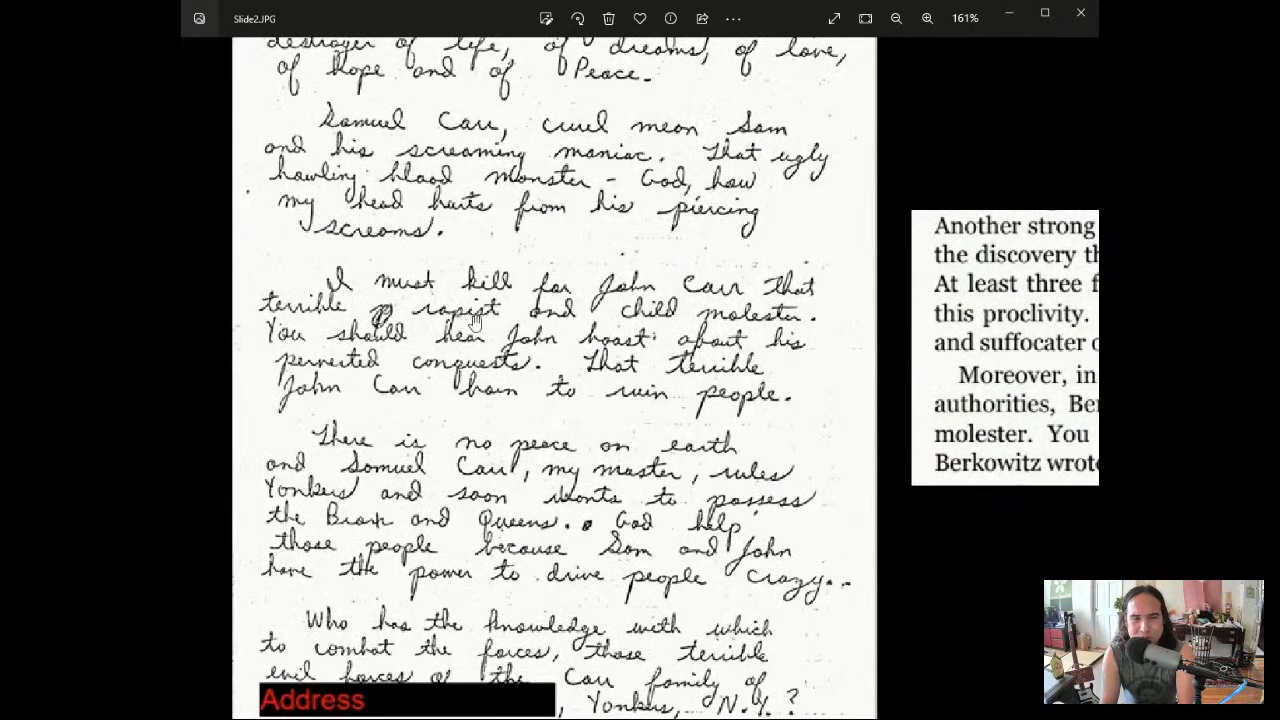 Slide2.JPG
161%
destroyer of life, of dreams, of love,
of hope and of Peace.
Samuel Carr, cruel mean Sam
and his screaming maniac. That ugly
howling blood monster - God, how
my head hurts from his piercing
screams.
I must kill for John Carr that
terrible rapist and child molester.
You should hear John boast about his
perverted conquests. That terrible
John Carr born to ruin people.
There is no peace on earth
and Samuel Carr, my master, rules
Yonkers and soon wants to possess
the Bronx and Queens. God help
those people because Sam and John
have the power to drive people crazy..
Who has the knowledge with which
to combat the forces, those terrible
evil forces of the Carr family of
Address , Yonkers, N.Y.?
Another strong
the discovery th
At least three f
this proclivity.
and suffocater o
Moreover, in
authorities, Ber
molester. You
Berkowitz wrote